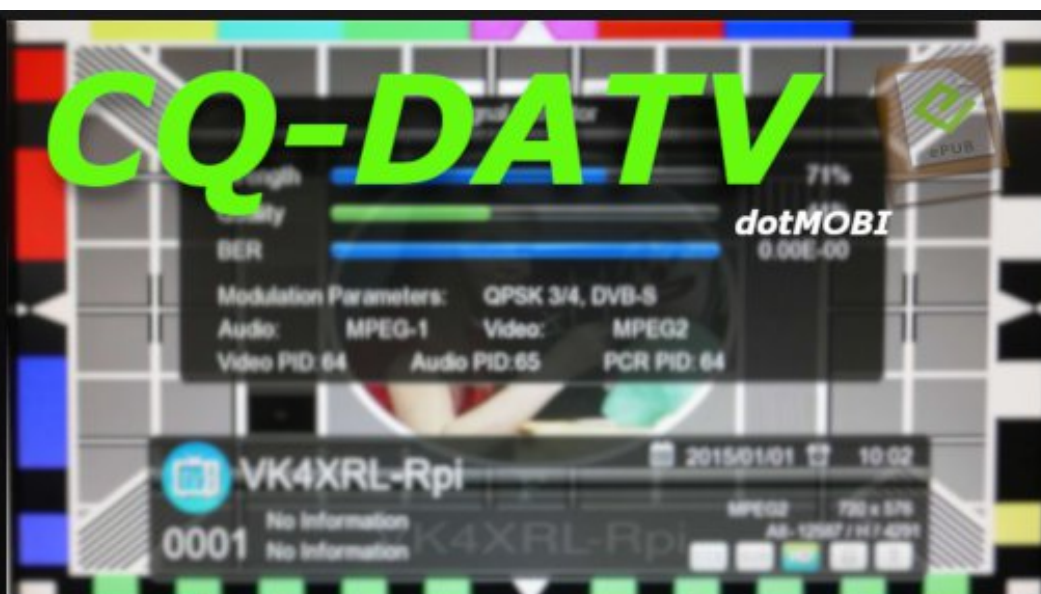 CQ-DATV
ePUB
dotMOBI
71%
BER 0.00E-00
Modulation Parameters: QPSK 3/4, DVB-S
Audio: MPEG-1 Video: MPEG2
Video PID:64 Audio PID:65 PCR PID: 64
VK4XRL-Rpi 2015/01/01 10:02
No Information MPEG2 720 x 576
0001 No Information
VK4XRL-Rpi